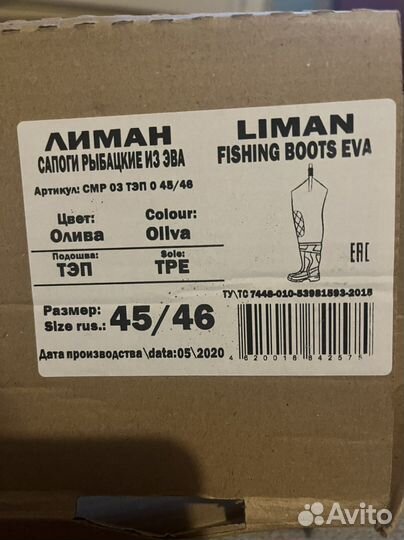 ЛИМАН
САПОГИ РЫБАЦКИЕ ИЗ ЭВА
Артикул: СМР 03 ТЭП 0 45/46
Цвет:
Олива
Подошва:
ТЭП
Colour:
Oliva
Sole:
TPE
Размер:
Size rus.:
45/46
Дата производства \data:05\2020
LIMAN
FISHING BOOTS EVA
EAC
ТУ\ТС 7448-010-53981593-2015
4620018842575
Avito